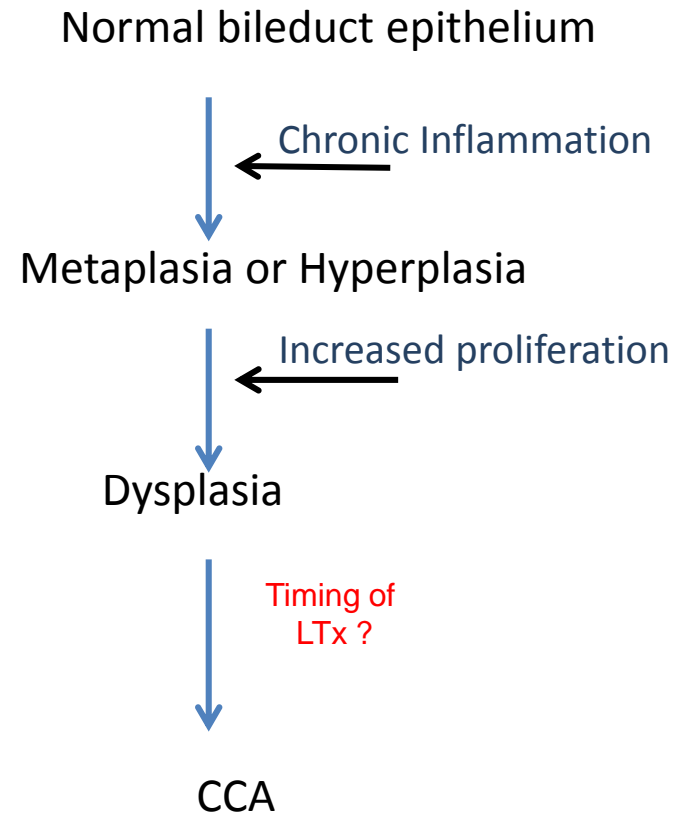 Normal bileduct epithelium
Chronic Inflammation
Metaplasia or Hyperplasia
Increased proliferation
Dysplasia
Timing of
LTx ?
CCA